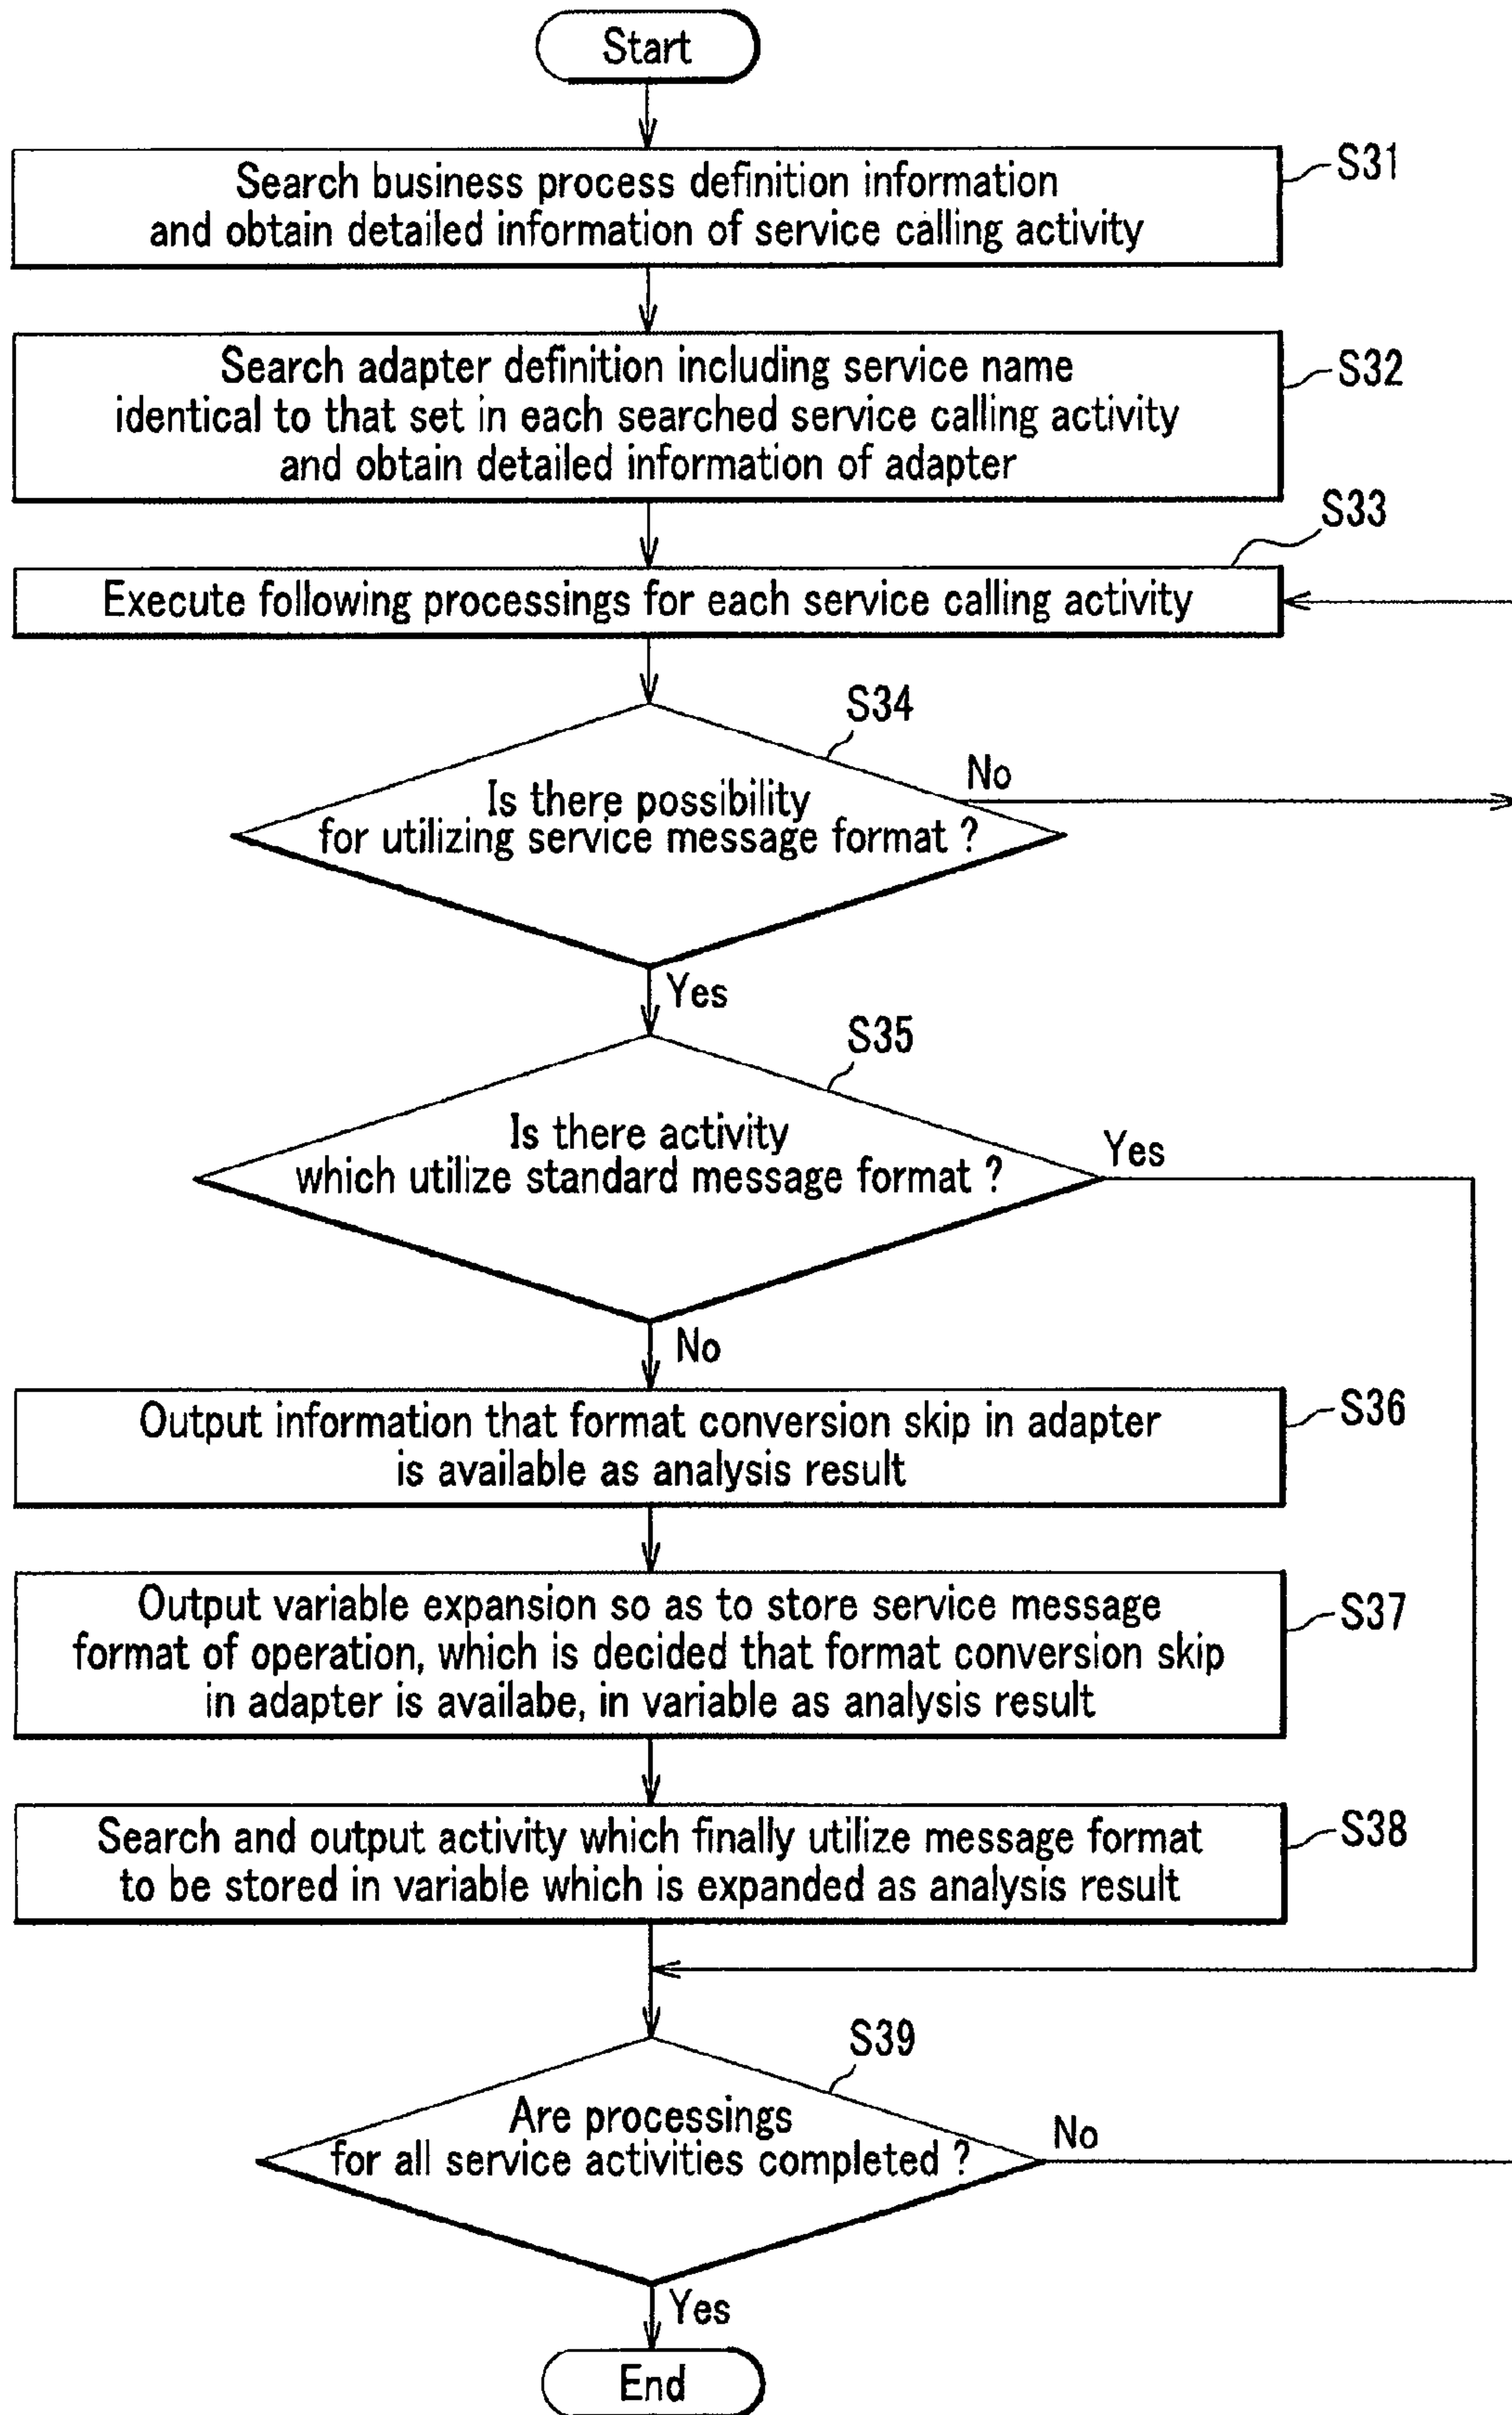 Start
S31
Search business process definition information
and obtain detailed information of service calling activity
S32
Search adapter definition including service name
identical to that set in each searched service calling activity
and obtain detailed information of adapter
S33
Execute following processings for each service calling activity
S34
No
Is there possibility
for utilizing service message format ?
Yes
S35
Is there activity
which utilize standard message format ?
Yes
No
S36
Output information that format conversion skip in adapter
is available as analysis result
S37
Output variable expansion so as to store service message
format of operation, which is decided that format conversion skip
in adapter is availabe, in variable as analysis result
S38
Search and output activity which finally utilize message format
to be stored in variable which is expanded as analysis result
S39
Are processings
for all service activities completed ?
No
Yes
End